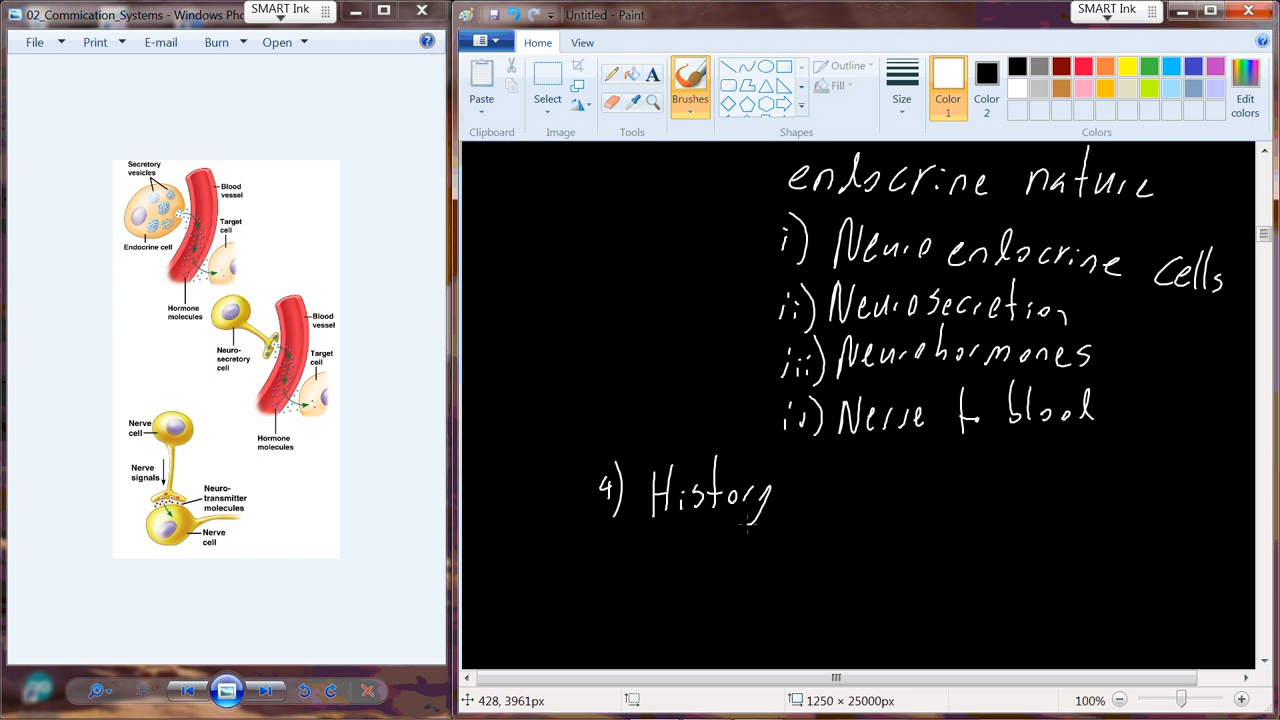 02_Commication_Systems - Windows Pho
SMART Ink
File
Print
E-mail
Burn
Open
Secretory
vesicles
Blood
vessel
Target
cell
Endocrine cell
Hormone
molecules
Blood
vessel
Neuro-
secretory
cell
Target
cell
Hormone
molecules
Nerve
cell
Nerve
signals
Neuro-
transmitter
molecules
Nerve
cell
Untitled - Paint
SMART Ink
Home
View
Paste
Select
Brushes
Outline
Fill
Size
Color
1
Color
2
Edit
colors
Clipboard
Image
Tools
Shapes
Colors
endocrine nature
i) Neuroendocrine cells
ii) Neurosecretion
iii) Neurohormones
iv) Nerve to blood
4) History
428, 3961px
1250 × 25000px
100%